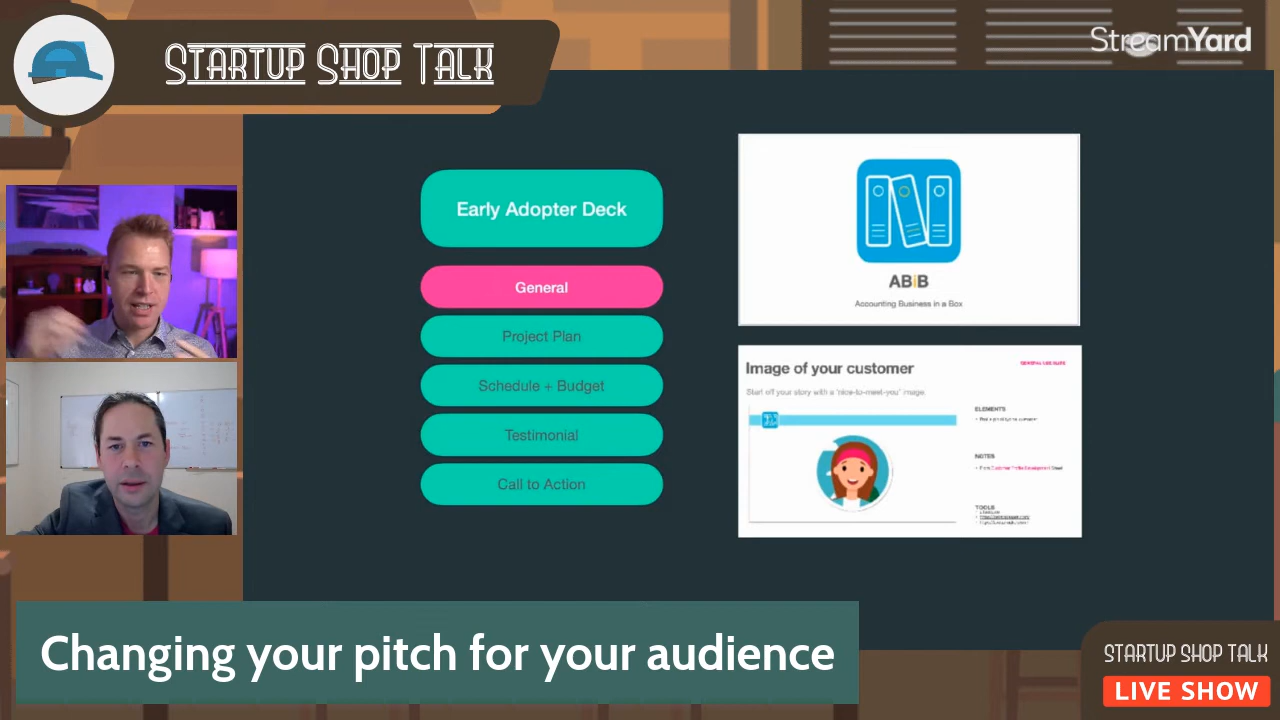 STARTUP SHOP TALK
StreamYard
Early Adopter Deck
General
Project Plan
Schedule + Budget
Testimonial
Call to Action
ABiB
Accounting Business in a Box
Image of your customer
Start off your story with a "nice-to-meet-you" image.
ELEMENTS
NOTES
TOOLS
Changing your pitch for your audience
STARTUP SHOP TALK
LIVE SHOW